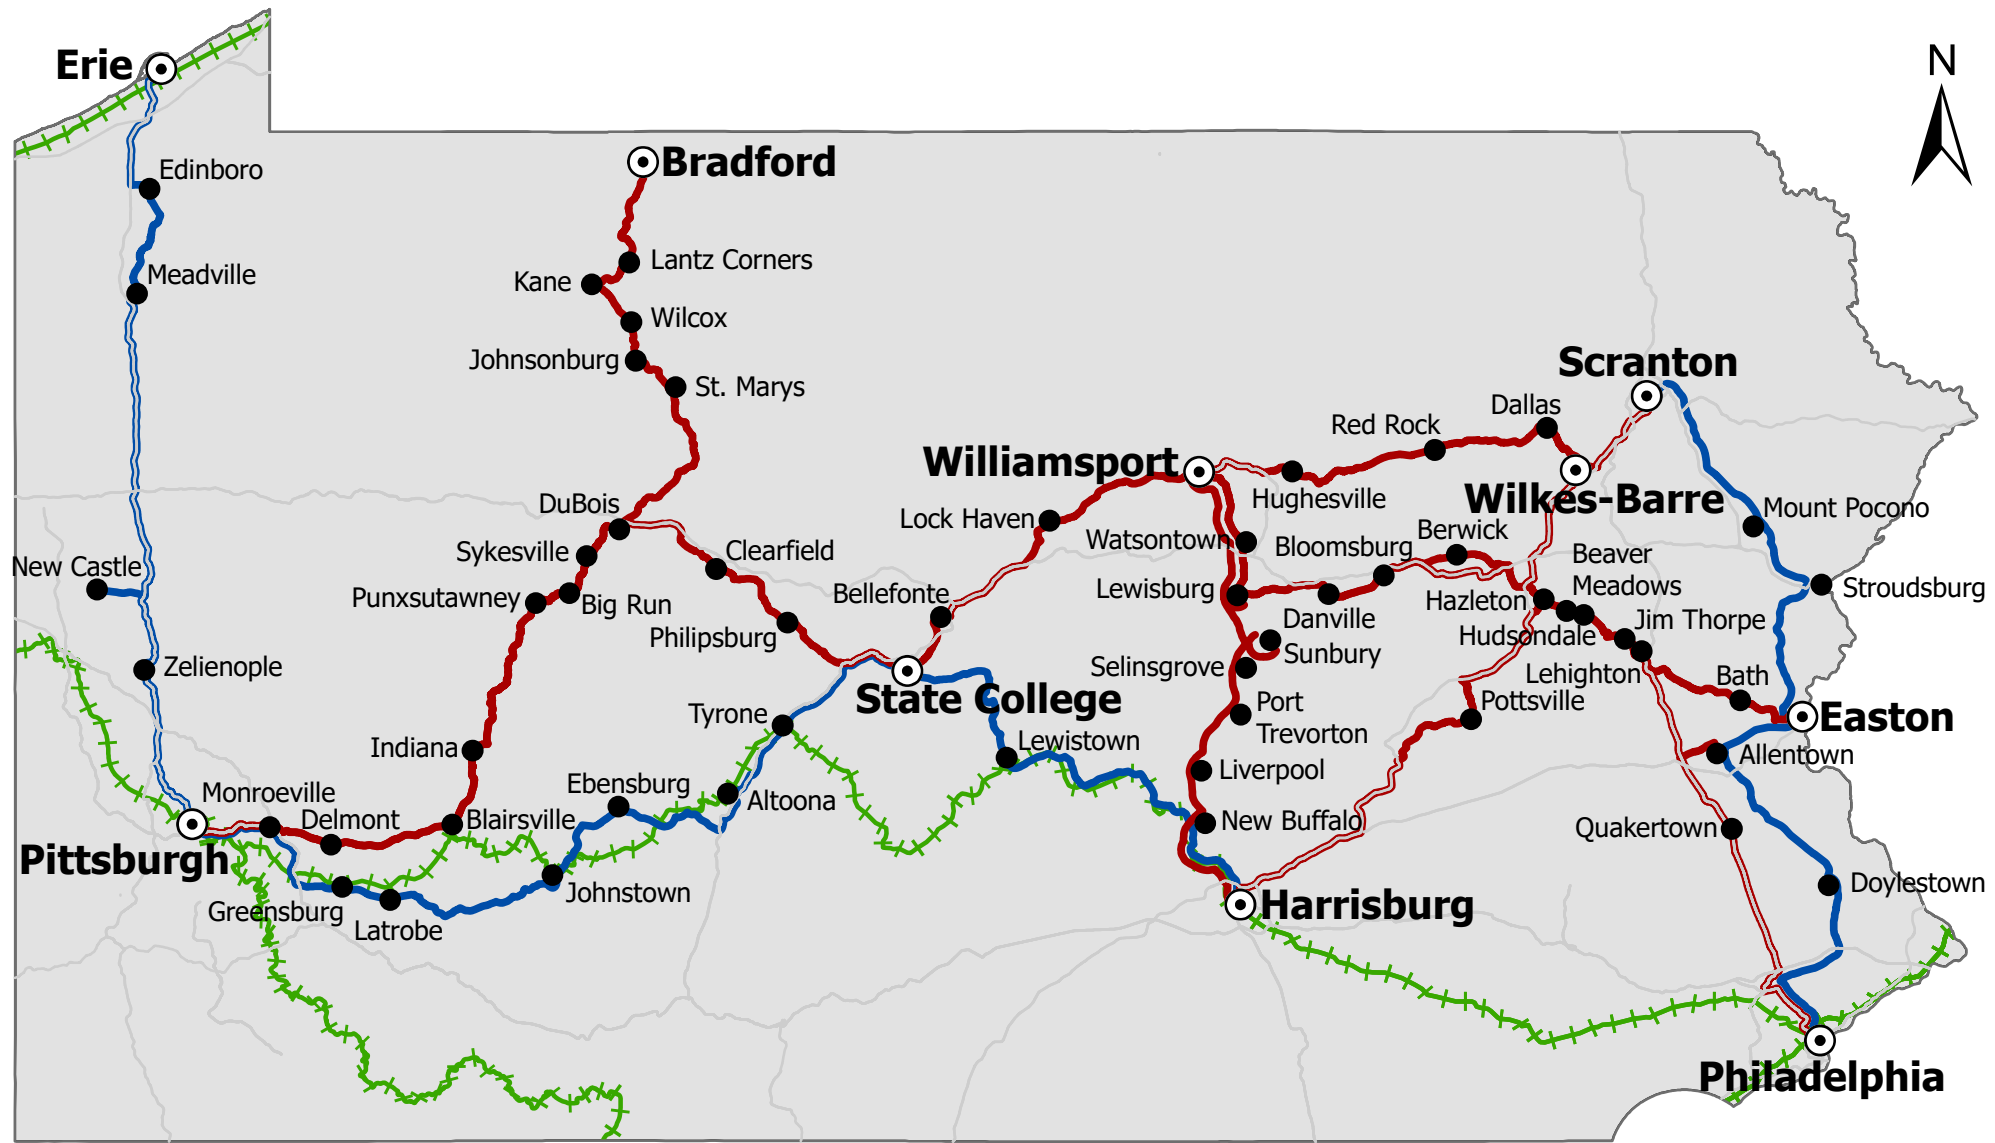 N
Erie
Edinboro
Bradford
Lantz Corners
Meadville
Kane
Wilcox
Johnsonburg
St. Marys
Scranton
Dallas
Red Rock
Williamsport
Hughesville
Wilkes-Barre
DuBois
Lock Haven
Mount Pocono
Watsontown
Berwick
Sykesville
Clearfield
Bloomsburg
Beaver
Meadows
New Castle
Punxsutawney
Big Run
Bellefonte
Lewisburg
Stroudsburg
Hazleton
Danville
Jim Thorpe
Philipsburg
Hudsondale
Sunbury
Zelienople
Selinsgrove
Lehighton
Bath
State College
Port
Trevorton
Pottsville
Tyrone
Easton
Indiana
Lewistown
Allentown
Liverpool
Ebensburg
Altoona
Monroeville
Delmont
Blairsville
New Buffalo
Quakertown
Pittsburgh
Johnstown
Doylestown
Greensburg
Latrobe
Harrisburg
Philadelphia